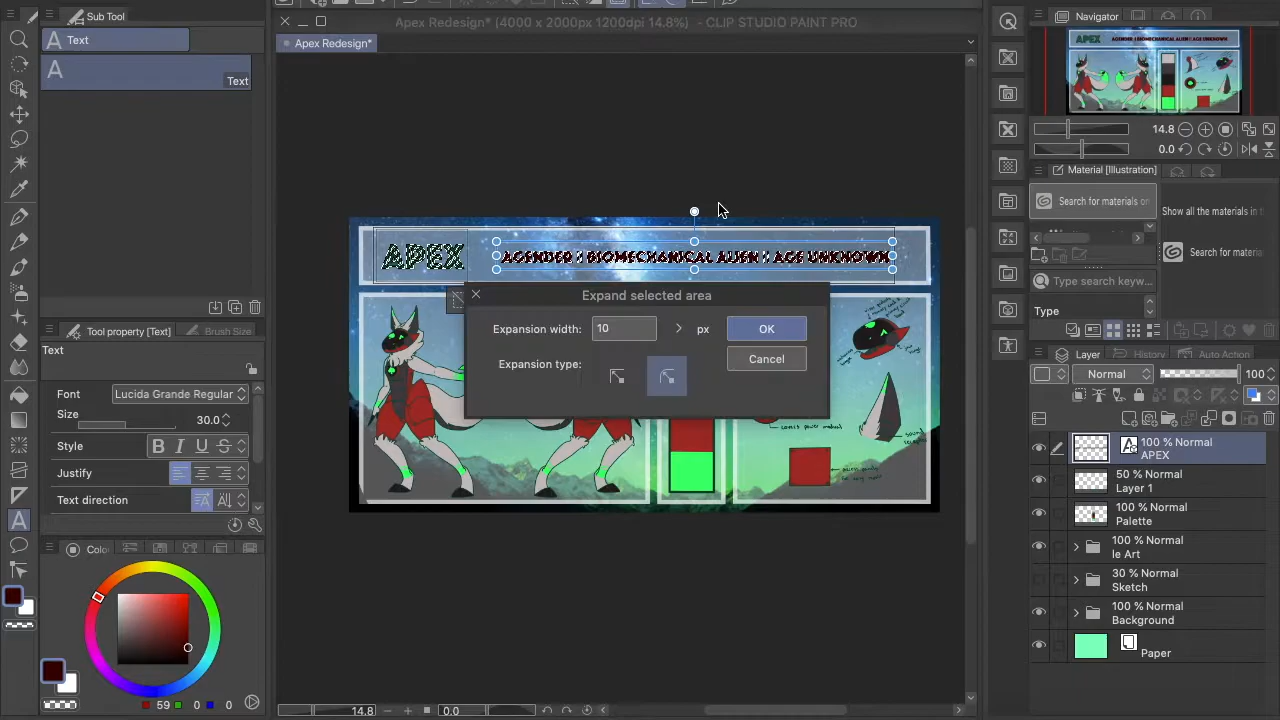 Sub Tool
Apex Redesign* (4000 x 2000px 1200dpi 14.8%) - CLIP STUDIO PAINT PRO
Navigator
Text
Text
Apex Redesign*
14.8
0.0
Material [Illustration]
Search for materials on
Show all the materials in t
Search for materi
Type search keyw...
Type
APEX
AGENDER : BIOMECHANICAL ALIEN : AGE UNKNOWN
Expand selected area
Expansion width: 10 px OK
Expansion type: Cancel
Tool property [Text]
Brush Size
Text
Font Lucida Grande Regular
Size 30.0
Style B I U S
Justify
Text direction
Layer
History
Auto Action
Normal 100
100 % Normal
APEX
50 % Normal
Layer 1
100 % Normal
Palette
100 % Normal
le Art
30 % Normal
Sketch
100 % Normal
Background
Paper
Colo
59 0 0
14.8
0.0